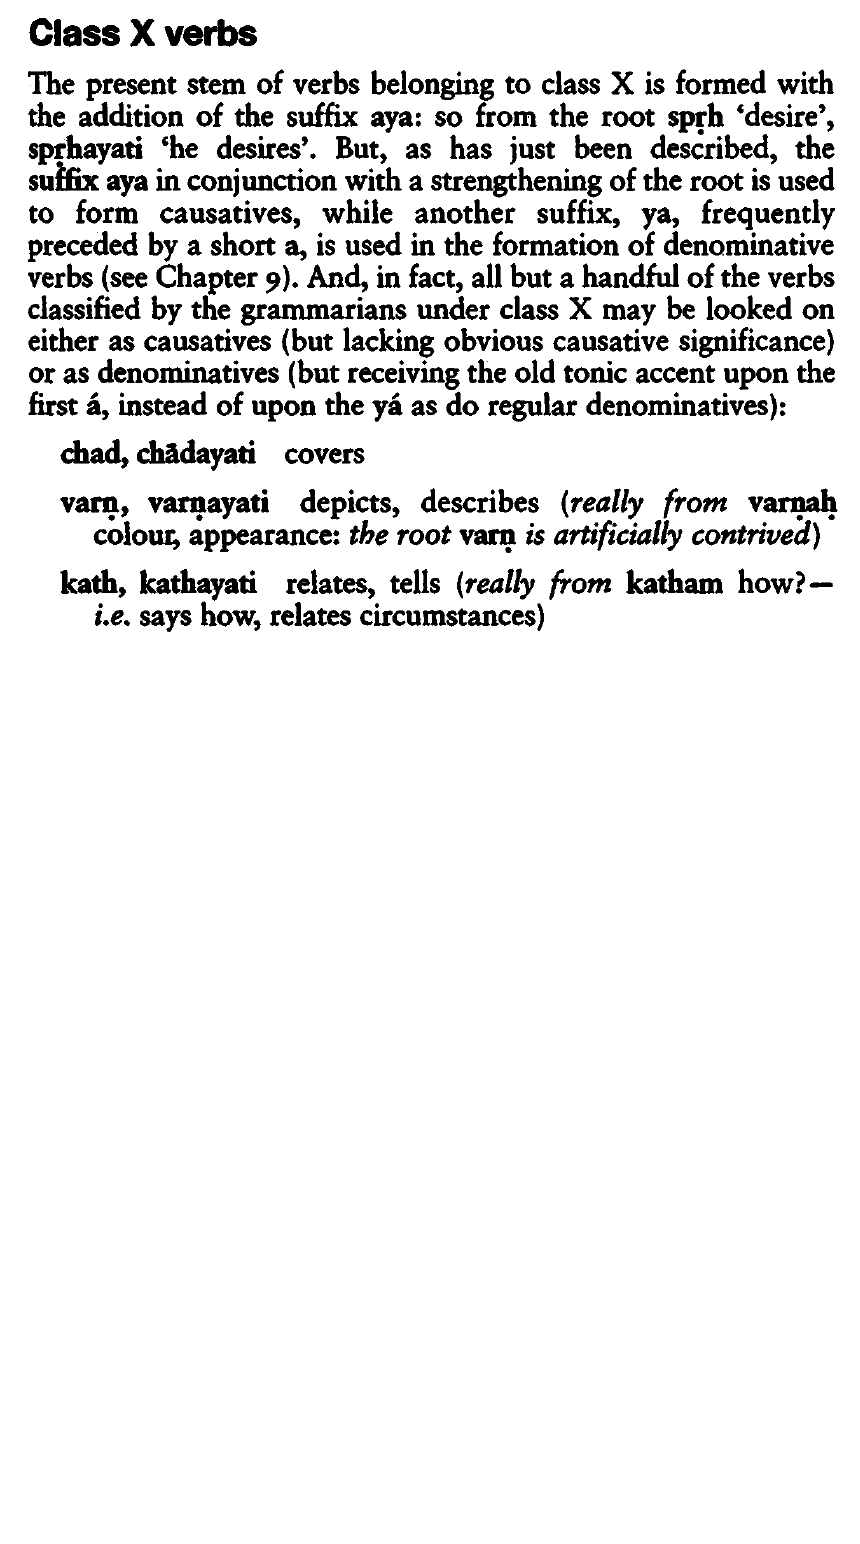 Class X verbs
The present stem of verbs belonging to class X is formed with
the addition of the suffix aya: so from the root spṛh ‘desire’,
spṛhayati ‘he desires’. But, as has just been described, the
suffix aya in conjunction with a strengthening of the root is used
to form causatives, while another suffix, ya, frequently
preceded by a short a, is used in the formation of denominative
verbs (see Chapter 9). And, in fact, all but a handful of the verbs
classified by the grammarians under class X may be looked on
either as causatives (but lacking obvious causative significance)
or as denominatives (but receiving the old tonic accent upon the
first á, instead of upon the yá as do regular denominatives):
chad, chādayati covers
varṇ, varṇayati depicts, describes (really from varṇaḥ
colour, appearance: the root varṇ is artificially contrived)
kath, kathayati relates, tells (really from katham how?—
i.e. says how, relates circumstances)